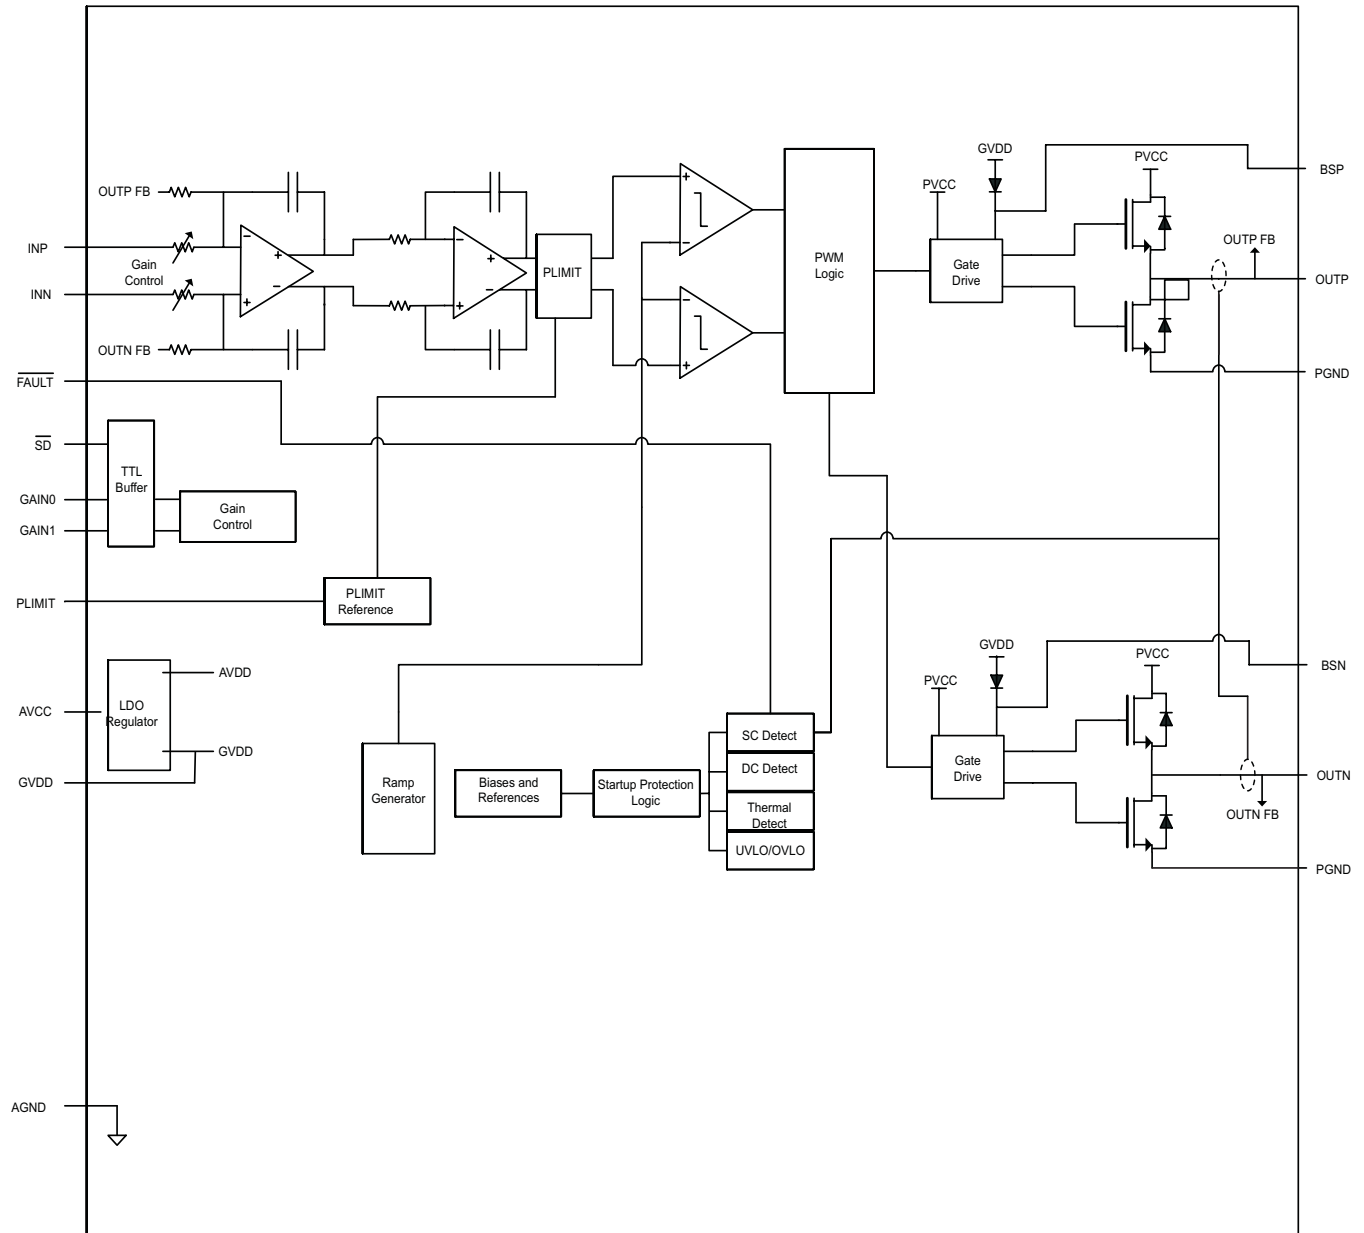 GVDD
PVCC
BSP
PVCC
OUTP FB
OUTP FB
INP
Gain
Control
INN
OUTN FB
PLIMIT
PWM
Logic
Gate
Drive
OUTP
PGND
FAULT
SD
TTL
Buffer
GAIN0
GAIN1
Gain
Control
PLIMIT
PLIMIT
Reference
GVDD
PVCC
BSN
PVCC
AVDD
AVCC
LDO
Regulator
GVDD
GVDD
Ramp
Generator
Biases and
References
Startup Protection
Logic
SC Detect
DC Detect
Thermal
Detect
UVLO/OVLO
Gate
Drive
OUTN
OUTN FB
PGND
AGND
+
−
−
+
+
−
−
+
+
−
−
+